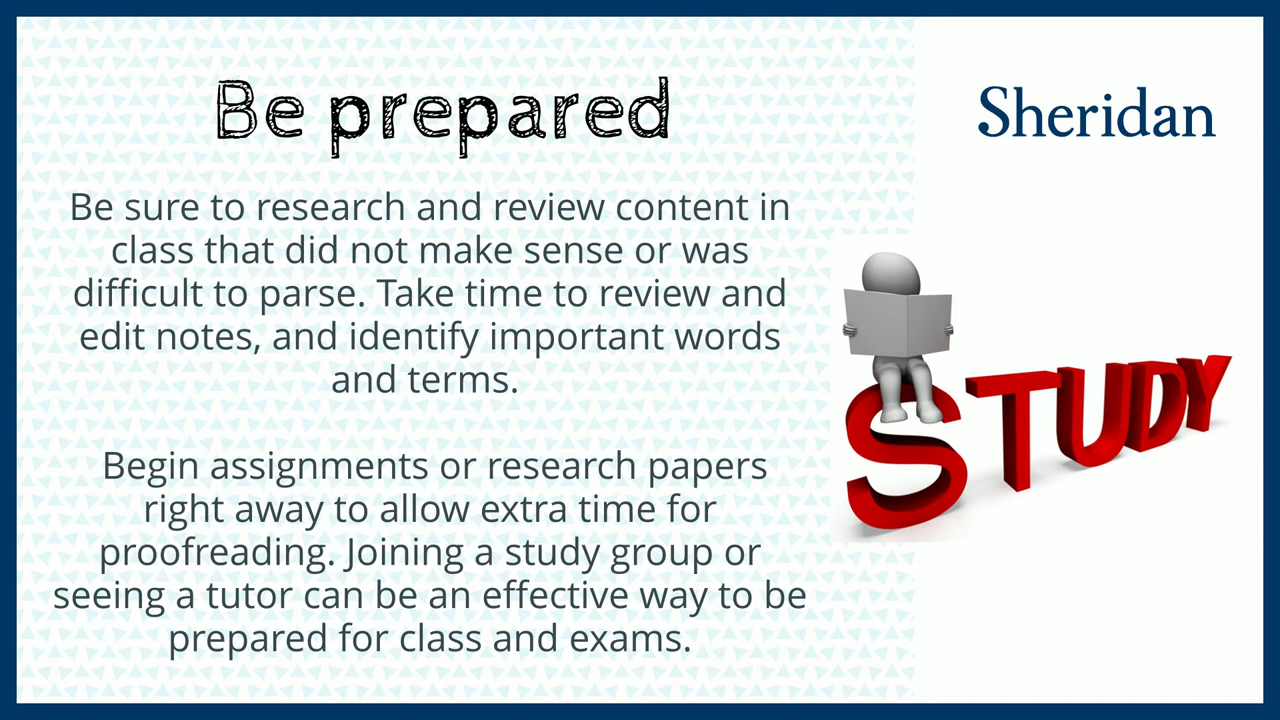 Be prepared
Sheridan
Be sure to research and review content in
class that did not make sense or was
difficult to parse. Take time to review and
edit notes, and identify important words
and terms.
Begin assignments or research papers
right away to allow extra time for
proofreading. Joining a study group or
seeing a tutor can be an effective way to be
prepared for class and exams.
STUDY